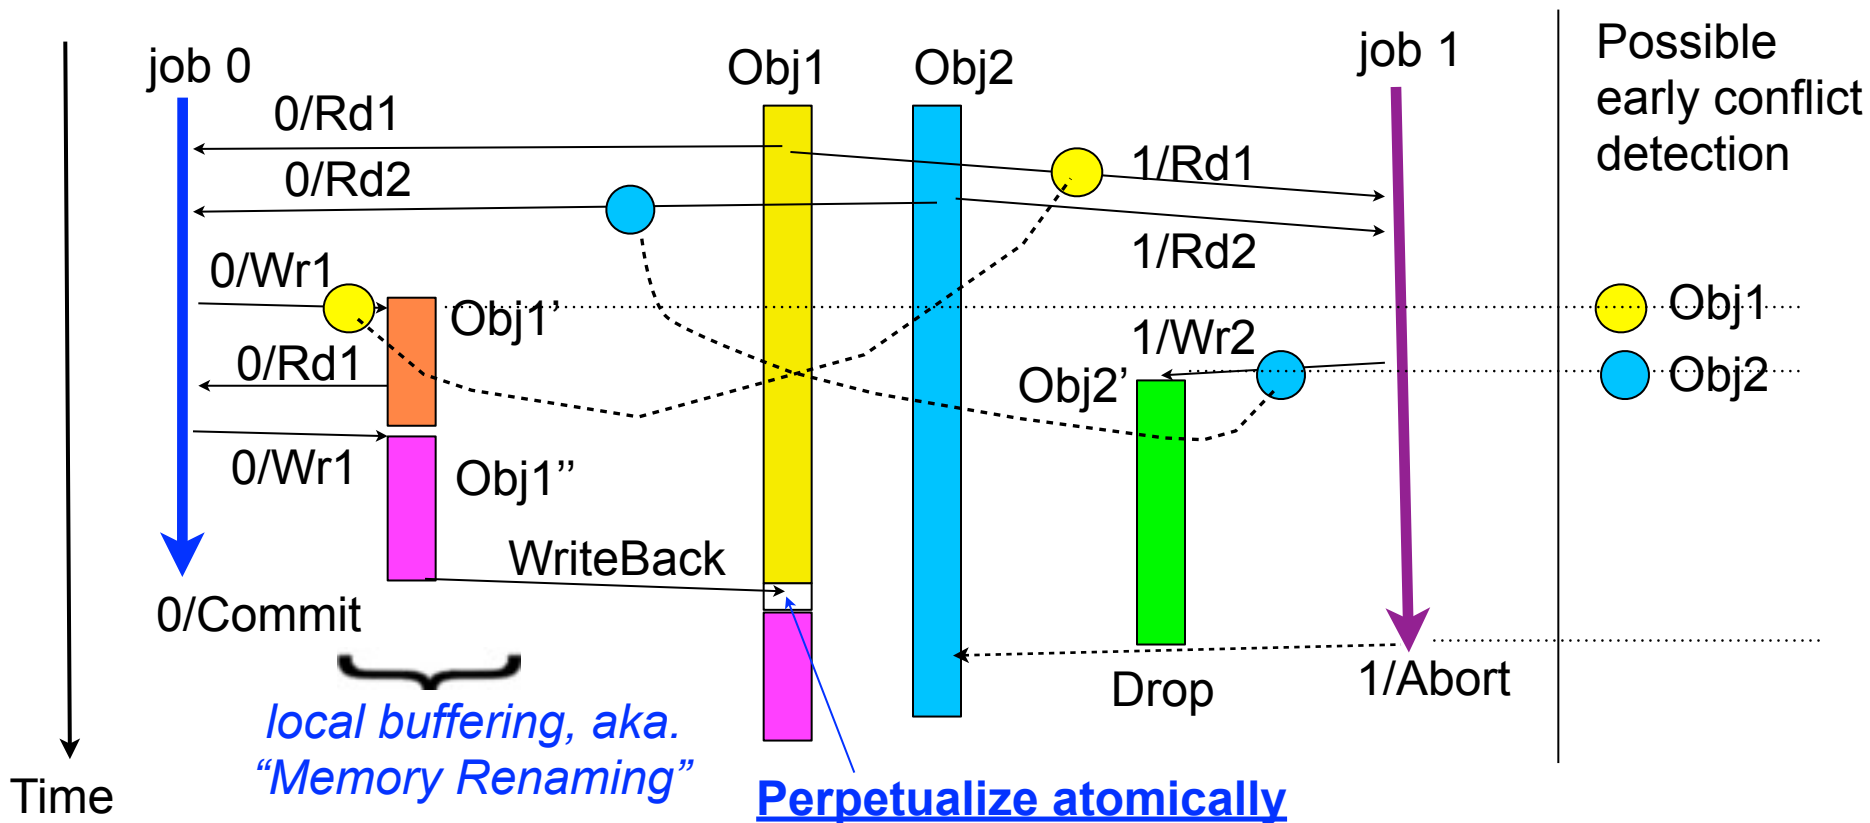 job 0
Obj1
Obj2
job 1
Possible
early conflict
detection
0/Rd1
0/Rd2
1/Rd1
1/Rd2
0/Wr1
Obj1’
Obj1
1/Wr2
0/Rd1
Obj2’
Obj2
0/Wr1
Obj1’’
WriteBack
0/Commit
Drop
1/Abort
local buffering, aka.
“Memory Renaming”
Time
Perpetualize atomically